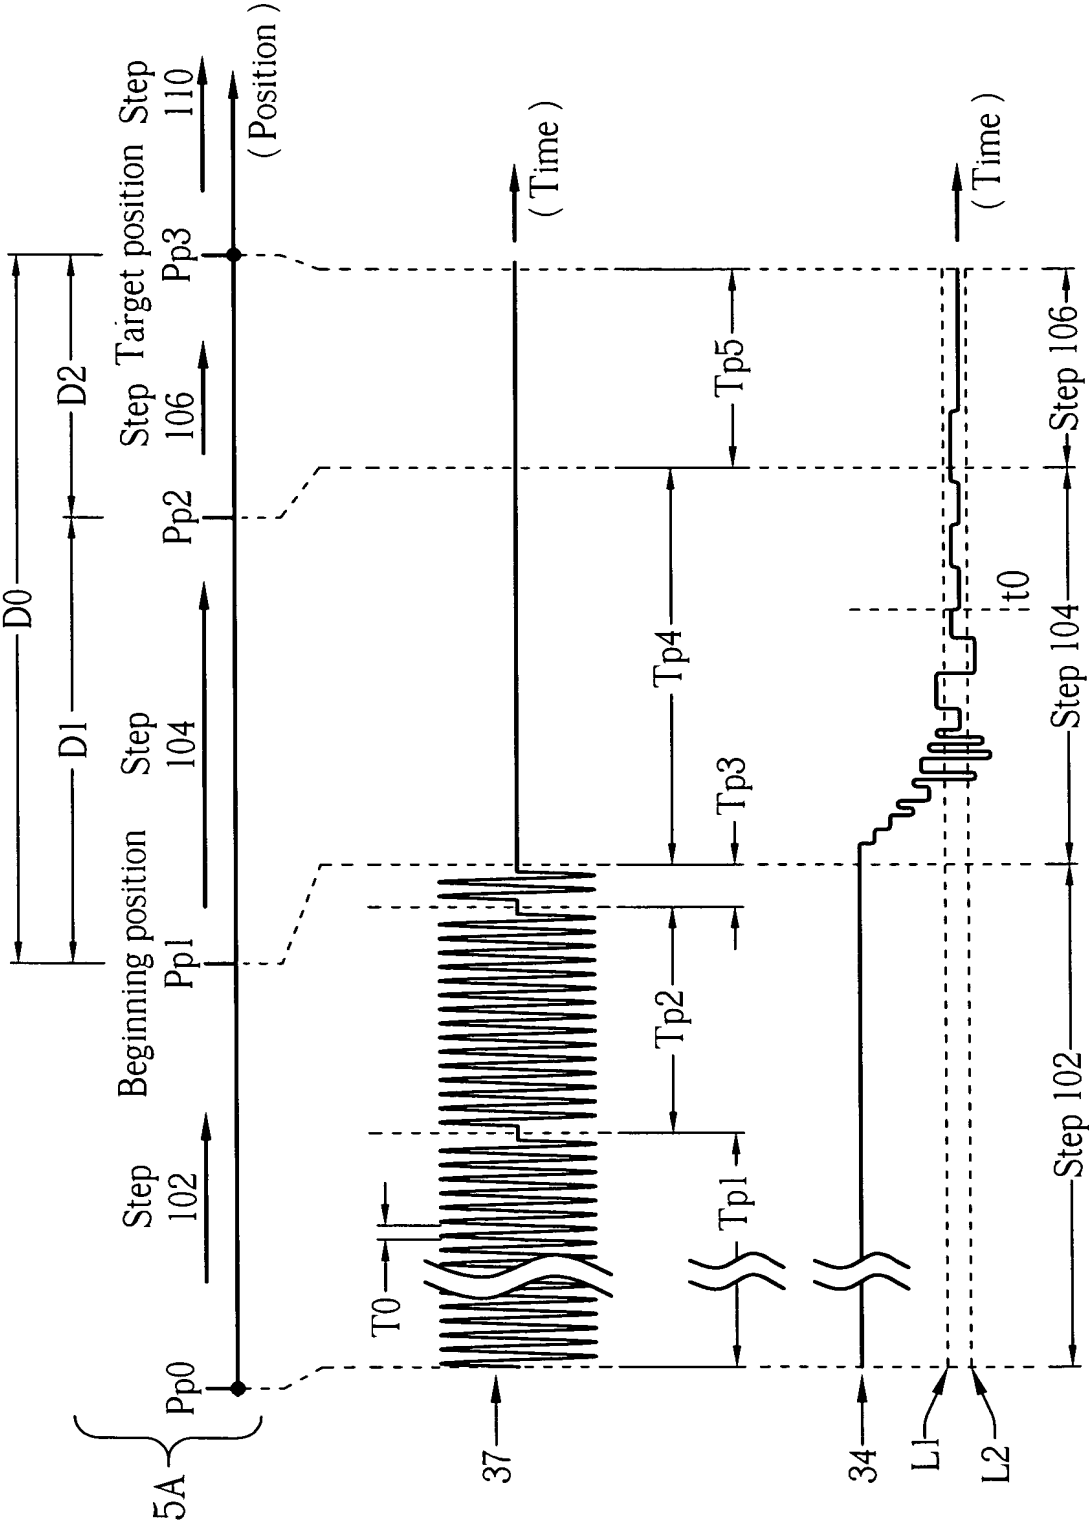 D0
D1
D2
5A
Pp0
Step
102
Beginning position
Pp1
Step
104
Pp2
Step
106
Target position
Pp3
Step
110
(Position)
T0
37
(Time)
Tp1
Tp2
Tp3
Tp4
Tp5
34
L1
L2
t0
(Time)
Step 102
Step 104
Step 106